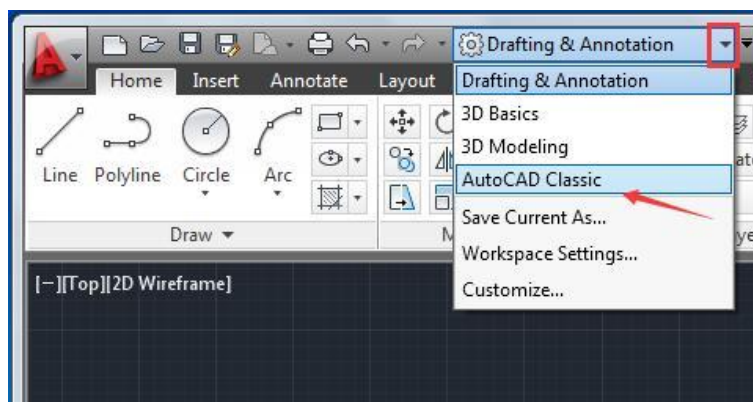 Drafting & Annotation
Home Insert Annotate Layout
Drafting & Annotation
3D Basics
3D Modeling
AutoCAD Classic
Save Current As...
Workspace Settings...
Customize...
Line Polyline Circle Arc
Draw
[−][Top][2D Wireframe]